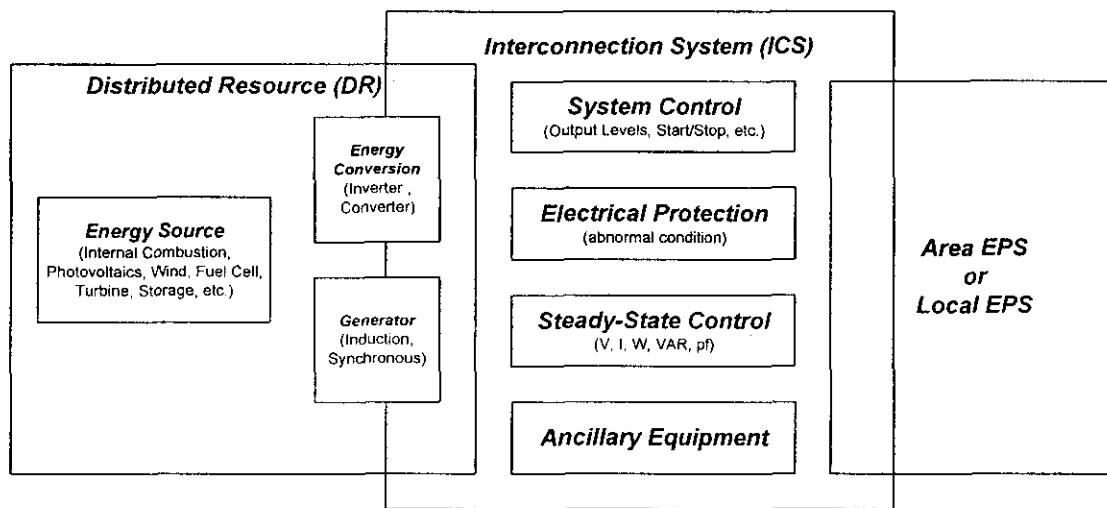 Interconnection System (ICS)
Distributed Resource (DR)
System Control
(Output Levels, Start/Stop, etc.)
Energy
Conversion
(Inverter ,
Converter)
Electrical Protection
(abnormal condition)
Energy Source
(Internal Combustion,
Photovoltaics, Wind, Fuel Cell,
Turbine, Storage, etc.)
Area EPS
or
Local EPS
Generator
(Induction,
Synchronous)
Steady-State Control
(V, I, W, VAR, pf)
Ancillary Equipment